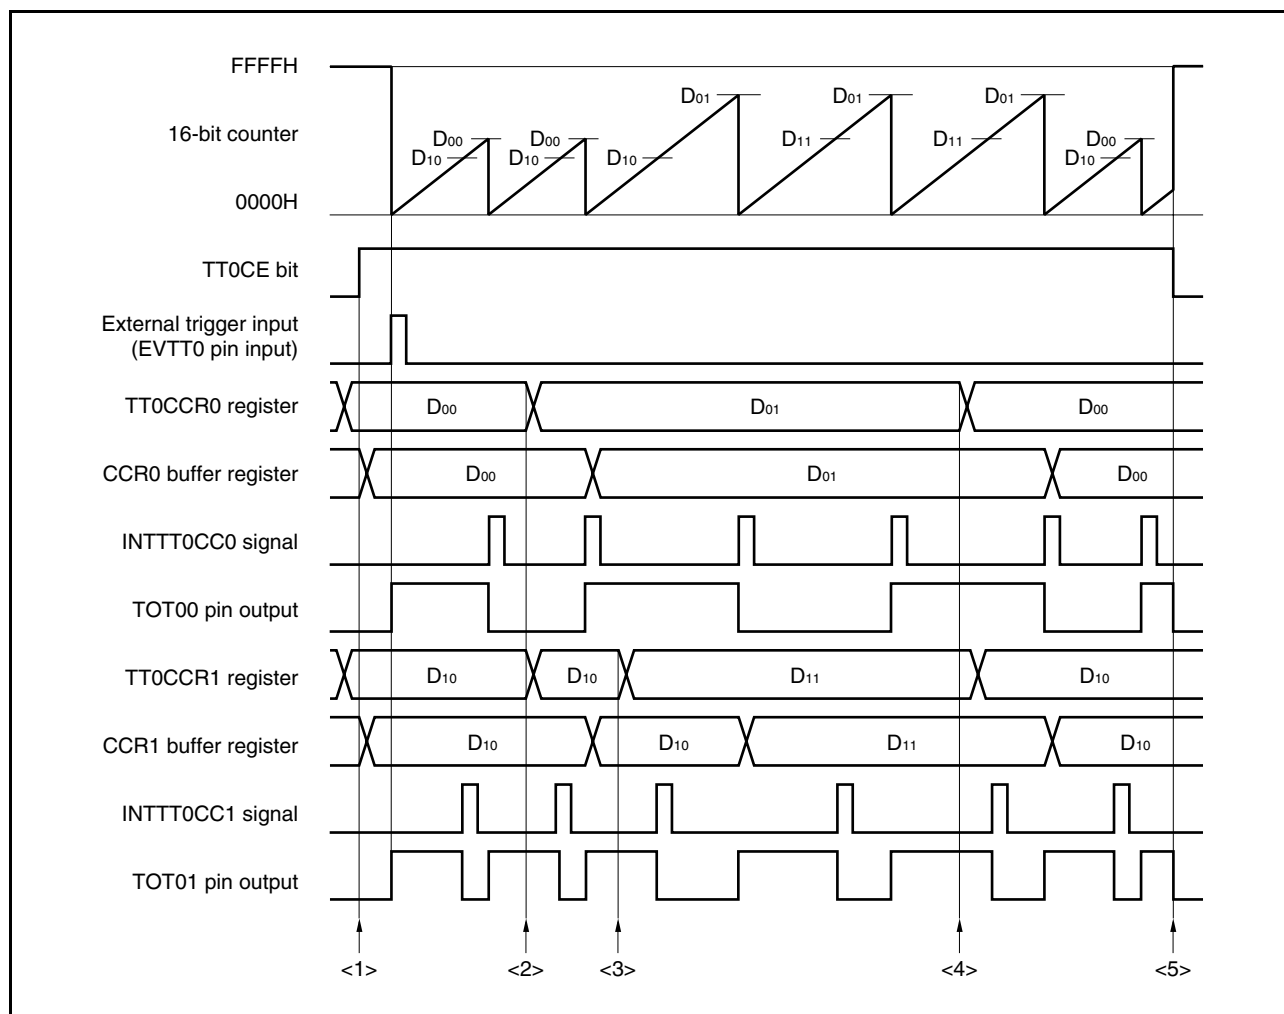 FFFFH
D01 D01 D01
16-bit counter
D00 D00 D11 D11 D00
D10 D10 D10 D10
0000H
TT0CE bit
External trigger input
(EVTT0 pin input)
TT0CCR0 register D00 D01 D00
CCR0 buffer register D00 D01 D00
INTTT0CC0 signal
TOT00 pin output
TT0CCR1 register D10 D10 D11 D10
CCR1 buffer register D10 D10 D11 D10
INTTT0CC1 signal
TOT01 pin output
<1> <2> <3> <4> <5>